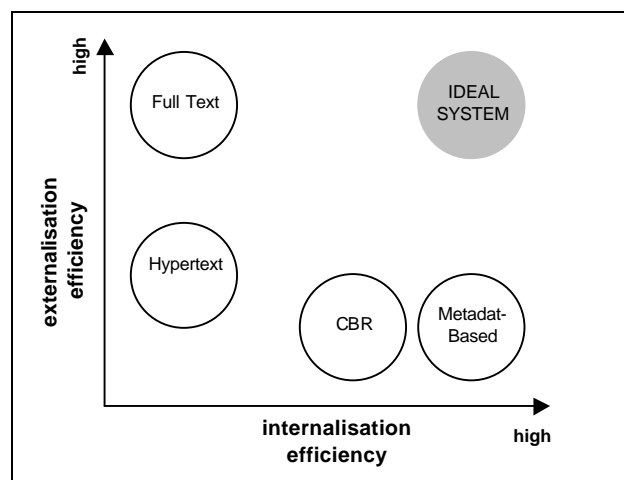 high
externalisation
efficiency
Full Text
IDEAL
SYSTEM
Hypertext
CBR
Metadat-
Based
internalisation
efficiency
high